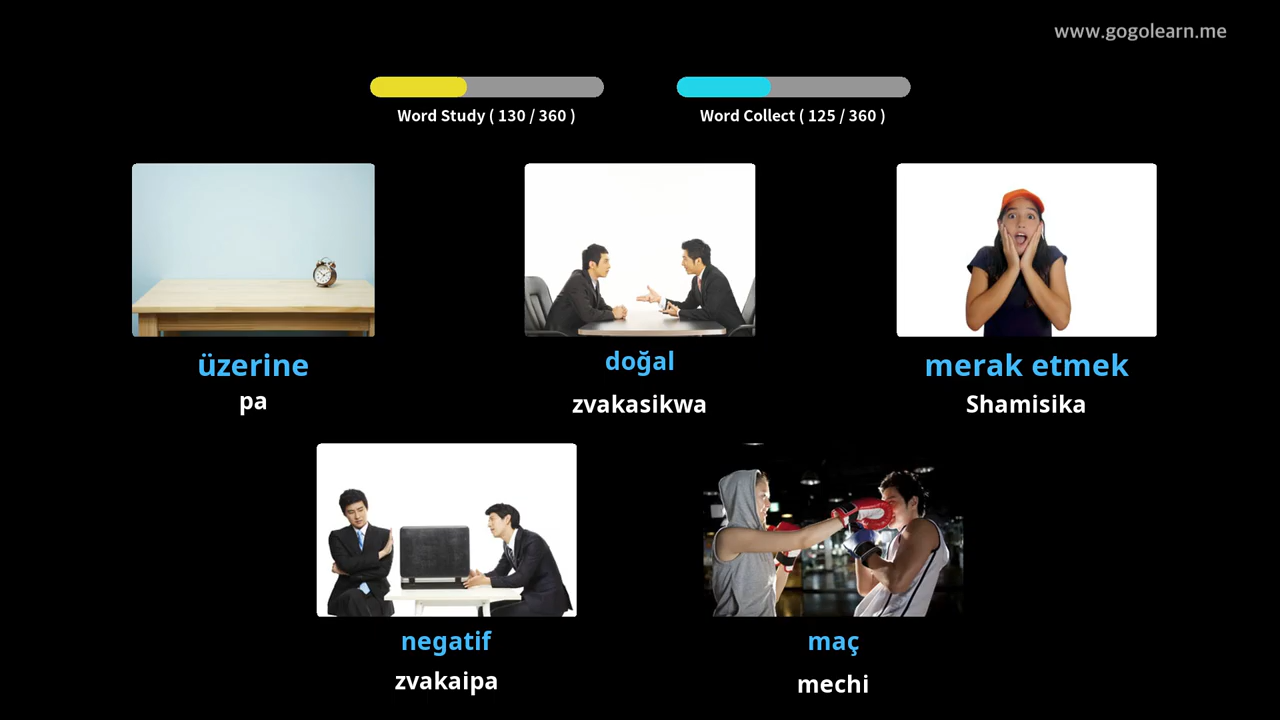 www.gogolearn.me
Word Study ( 130 / 360 )
Word Collect ( 125 / 360 )
üzerine
pa
doğal
zvakasikwa
merak etmek
Shamisika
negatif
zvakaipa
maç
mechi